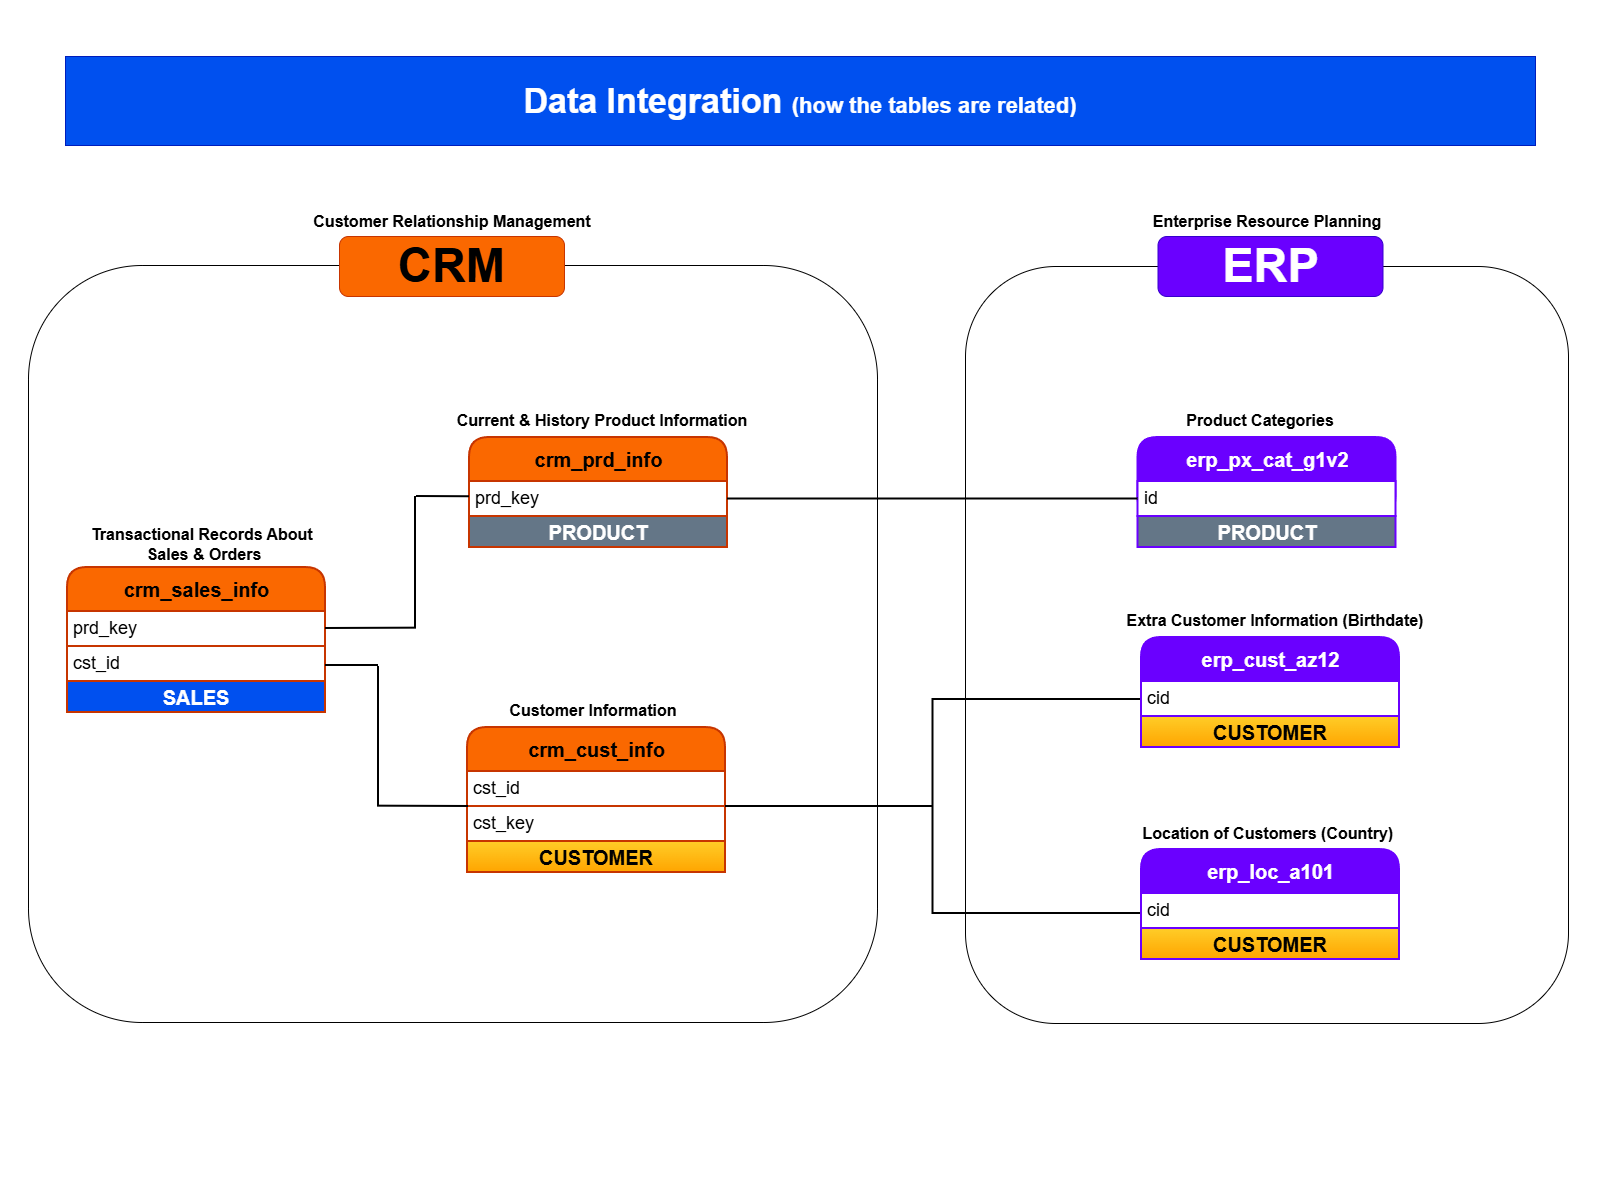 Data Integration (how the tables are related)
Customer Relationship Management
CRM
Enterprise Resource Planning
ERP
Current & History Product Information
crm_prd_info
prd_key
PRODUCT
Product Categories
erp_px_cat_g1v2
id
PRODUCT
Transactional Records About
Sales & Orders
crm_sales_info
prd_key
cst_id
SALES
Extra Customer Information (Birthdate)
erp_cust_az12
cid
CUSTOMER
Customer Information
crm_cust_info
cst_id
cst_key
CUSTOMER
Location of Customers (Country)
erp_loc_a101
cid
CUSTOMER